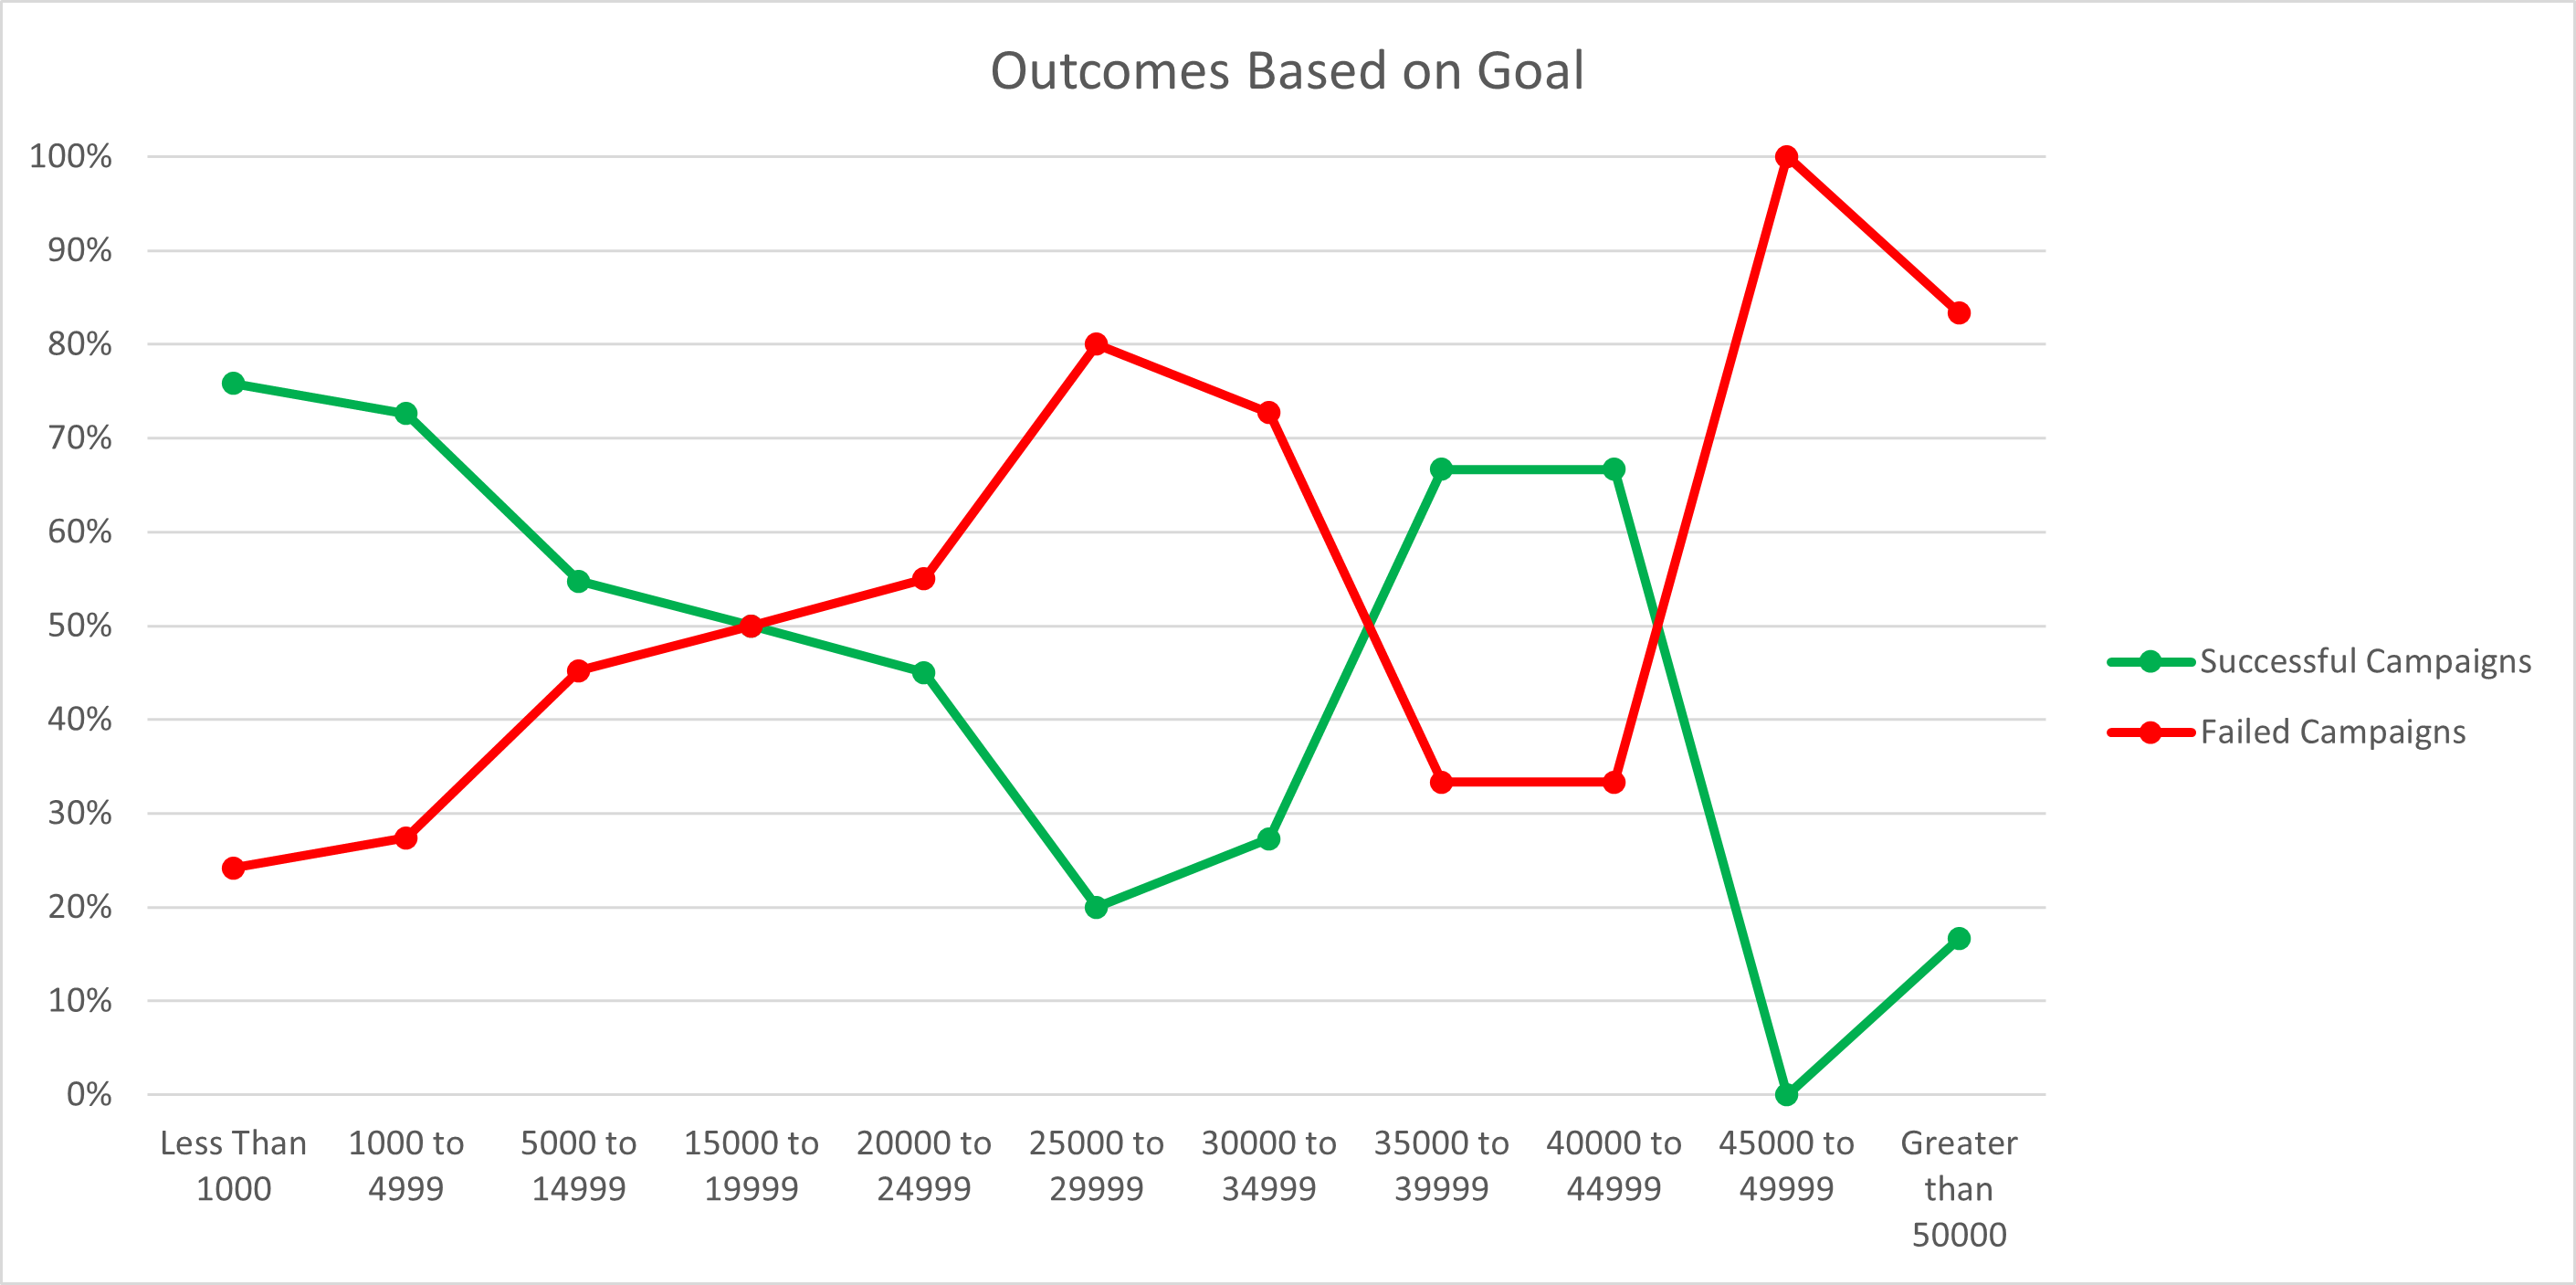 Outcomes Based on Goal
100%
90%
80%
70%
60%
50%
40%
30%
20%
10%
0%
Less Than
1000
1000 to
4999
5000 to
14999
15000 to
19999
20000 to
24999
25000 to
29999
30000 to
34999
35000 to
39999
40000 to
44999
45000 to
49999
Greater
than
50000
Successful Campaigns
Failed Campaigns